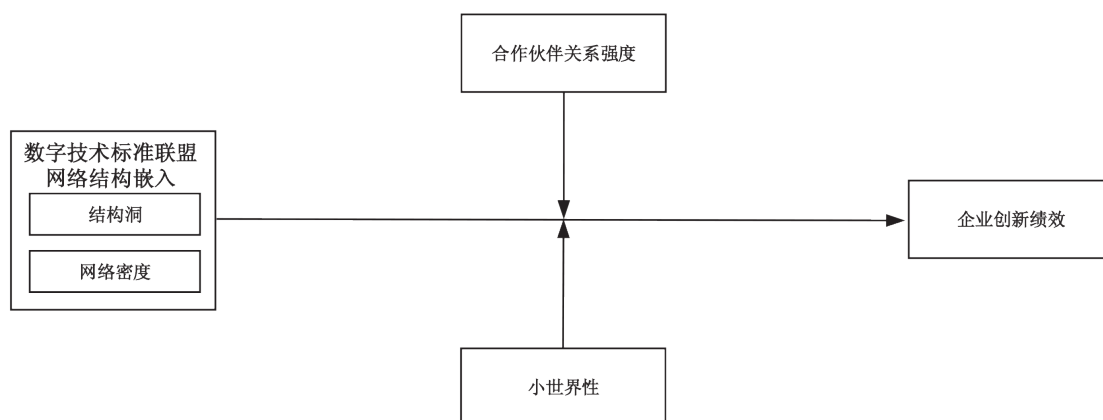 合作伙伴关系强度
数字技术标准联盟
网络结构嵌入
结构洞
网络密度
企业创新绩效
小世界性